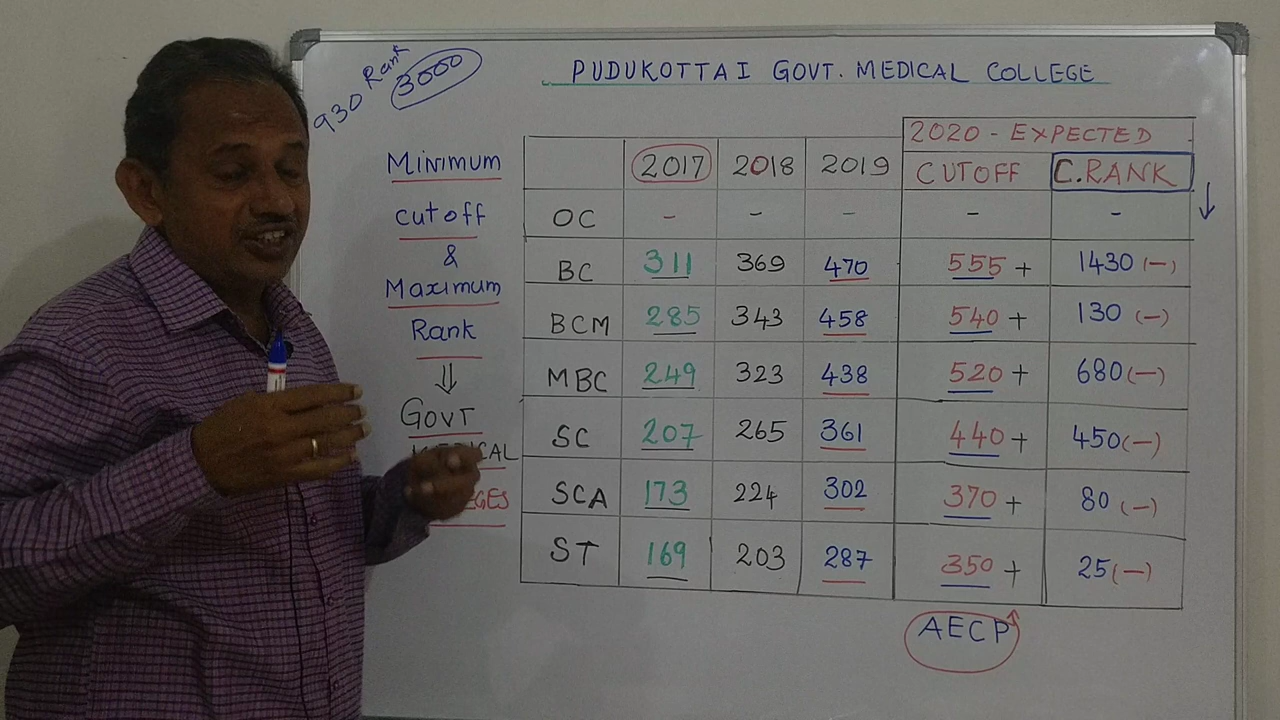 930 Rank
3000
PUDUKOTTAI GOVT. MEDICAL COLLEGE
Minimum
cutoff
&
Maximum
Rank
⇓
GOVT
2020 - EXPECTED
2017 2018 2019 CUTOFF C.RANK
OC - - - - -
BC 311 369 470 555+ 1430 (-)
BCM 285 343 458 540+ 130 (-)
MBC 249 323 438 520+ 680 (-)
SC 207 265 361 440+ 450 (-)
SCA 173 224 302 370+ 80 (-)
ST 169 203 287 350+ 25 (-)
AECP